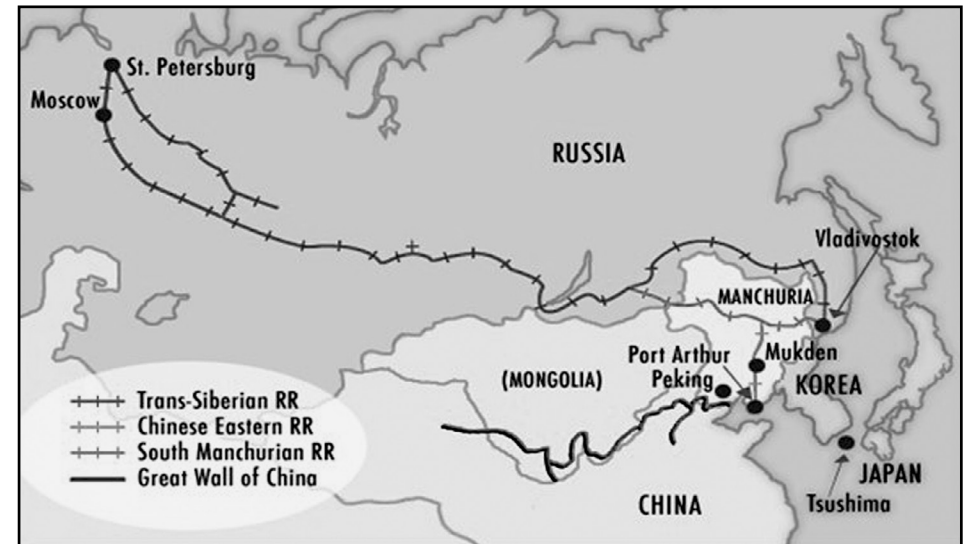 St. Petersburg
Moscow
RUSSIA
Vladivostok
MANCHURIA
Port Arthur
Mukden
Peking
(MONGOLIA)
KOREA
Trans-Siberian RR
Chinese Eastern RR
South Manchurian RR
Great Wall of China
JAPAN
CHINA
Tsushima